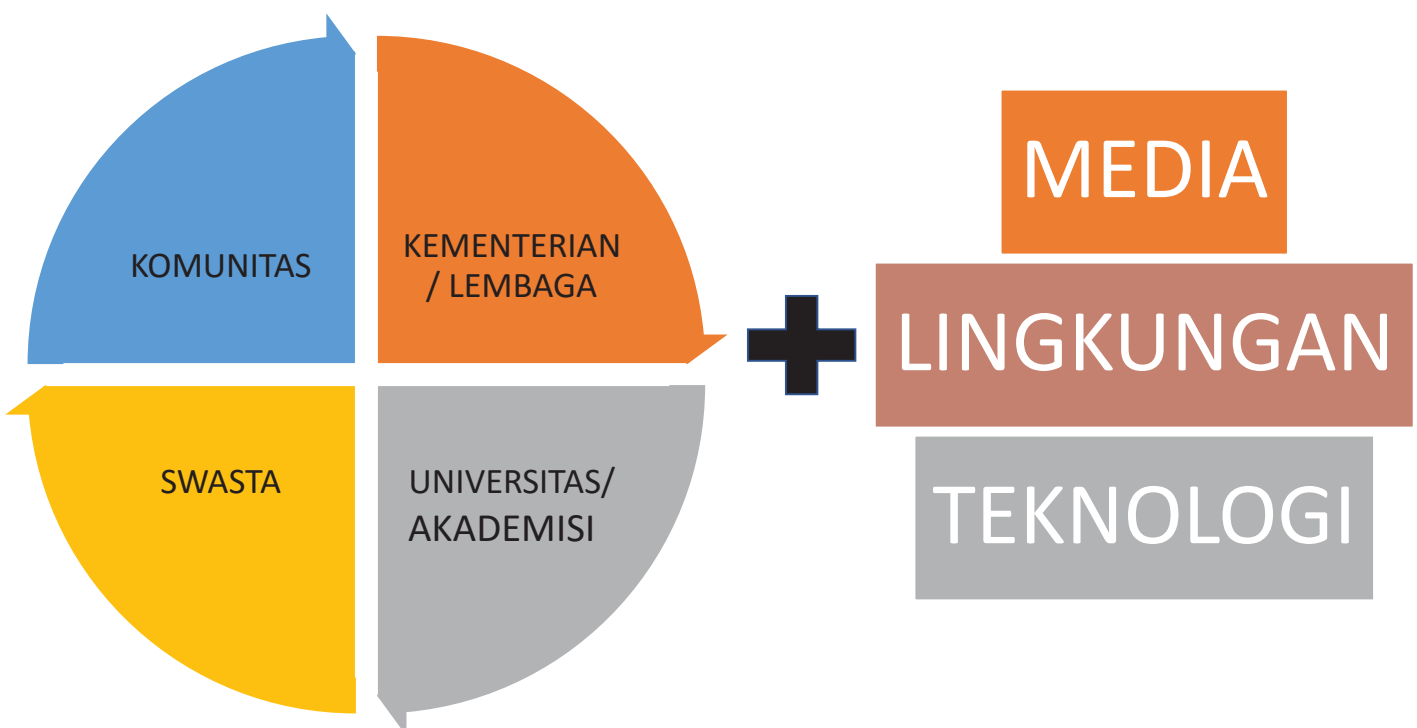 KOMUNITAS
KEMENTERIAN
/ LEMBAGA
SWASTA
UNIVERSITAS/
AKADEMISI
MEDIA
LINGKUNGAN
TEKNOLOGI